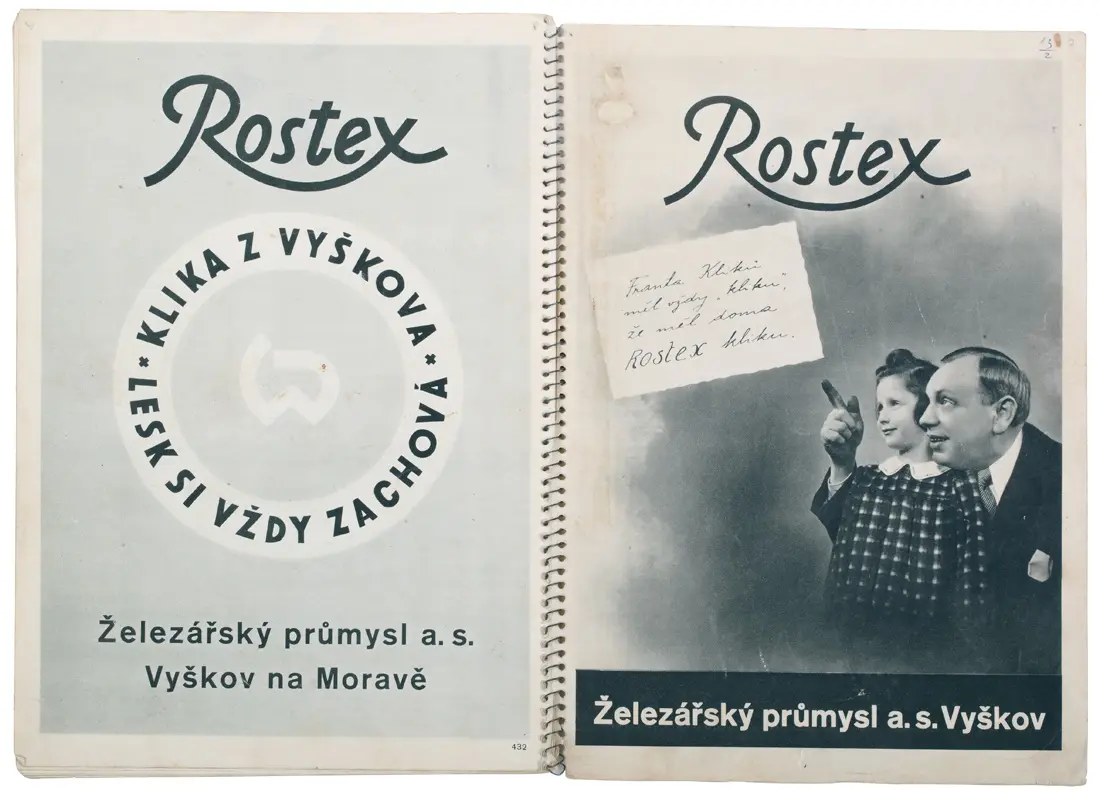 Rostex
KLIKA Z VYŠKOVA *
LESK SI VŽDY ZACHOVÁ *
Železářský průmysl a. s.
Vyškov na Moravě
432
Rostex
Franta Kliků
měl vždy „kliku“,
že měl doma
Rostex kliku.
Železářský průmysl a. s. Vyškov